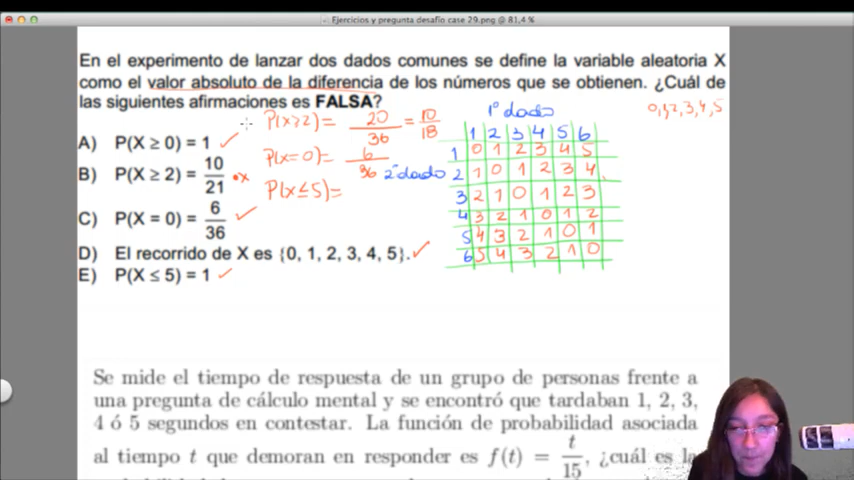 Ejercicios y pregunta desafío case 29.png @ 81,4 %
En el experimento de lanzar dos dados comunes se define la variable aleatoria X
como el valor absoluto de la diferencia de los números que se obtienen. ¿Cuál de
las siguientes afirmaciones es FALSA?
0,1,2,3,4,5
A) P(X ≥ 0) = 1 ✓
B) P(X ≥ 2) = 10/21 x
C) P(X = 0) = 6/36 ✓
D) El recorrido de X es {0, 1, 2, 3, 4, 5}. ✓
E) P(X ≤ 5) = 1 ✓
P(x≥2) = 20/36 = 10/18
P(x=0) = 6/36
P(x≤5) =
1º dado
2º dado
1 2 3 4 5 6
1 0 1 2 3 4 5
2 1 0 1 2 3 4
3 2 1 0 1 2 3
4 3 2 1 0 1 2
5 4 3 2 1 0 1
6 5 4 3 2 1 0
Se mide el tiempo de respuesta de un grupo de personas frente a
una pregunta de cálculo mental y se encontró que tardaban 1, 2, 3,
4 ó 5 segundos en contestar. La función de probabilidad asociada
al tiempo t que demoran en responder es f(t) = t/15, ¿cuál es la